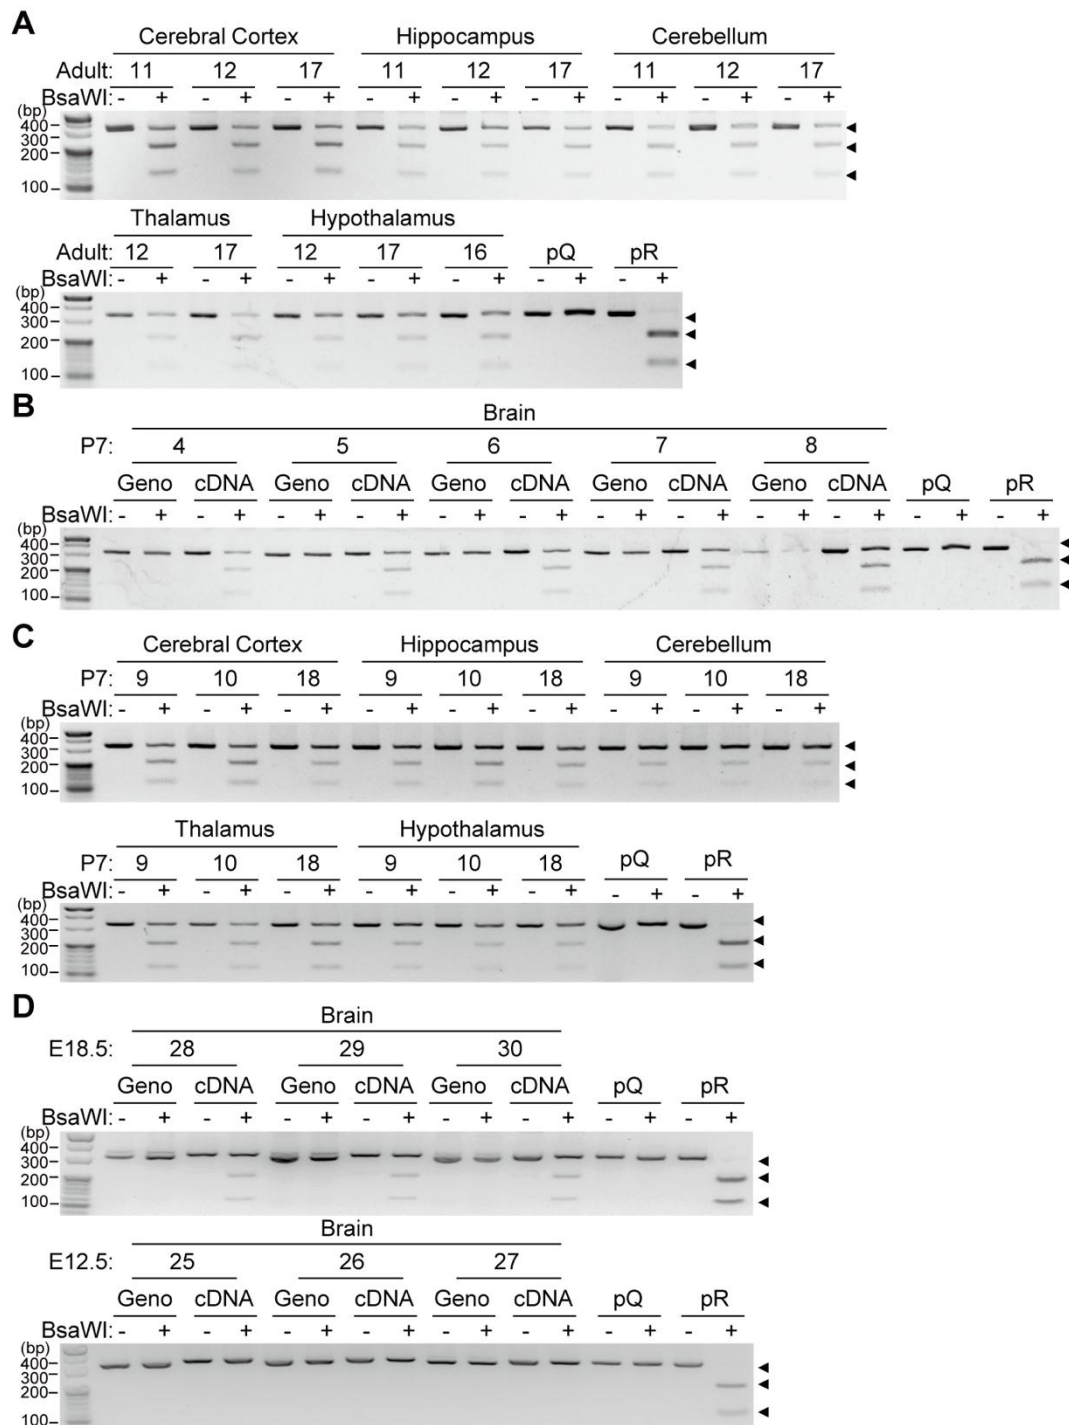 A
Cerebral Cortex Hippocampus Cerebellum
Adult: 11 12 17 11 12 17 11 12 17
BsaWI: - + - + - + - + - + - + - + - + - +
(bp)
400
300
200
100
Thalamus Hypothalamus
Adult: 12 17 12 17 16 pQ pR
BsaWI: - + - + - + - + - + - + - +
(bp)
400
300
200
100
B
Brain
P7: 4 5 6 7 8
Geno cDNA Geno cDNA Geno cDNA Geno cDNA Geno cDNA pQ pR
BsaWI: - + - + - + - + - + - + - + - + - + - + - + - +
(bp)
400
300
200
100
C
Cerebral Cortex Hippocampus Cerebellum
P7: 9 10 18 9 10 18 9 10 18
BsaWI: - + - + - + - + - + - + - + - + - +
(bp)
400
300
200
100
Thalamus Hypothalamus
P7: 9 10 18 9 10 18 pQ pR
BsaWI: - + - + - + - + - + - + - + - +
(bp)
400
300
200
100
D
Brain
E18.5: 28 29 30
Geno cDNA Geno cDNA Geno cDNA pQ pR
BsaWI: - + - + - + - + - + - + - + - +
(bp)
400
300
200
100
Brain
E12.5: 25 26 27
Geno cDNA Geno cDNA Geno cDNA pQ pR
BsaWI: - + - + - + - + - + - + - + - +
(bp)
400
300
200
100